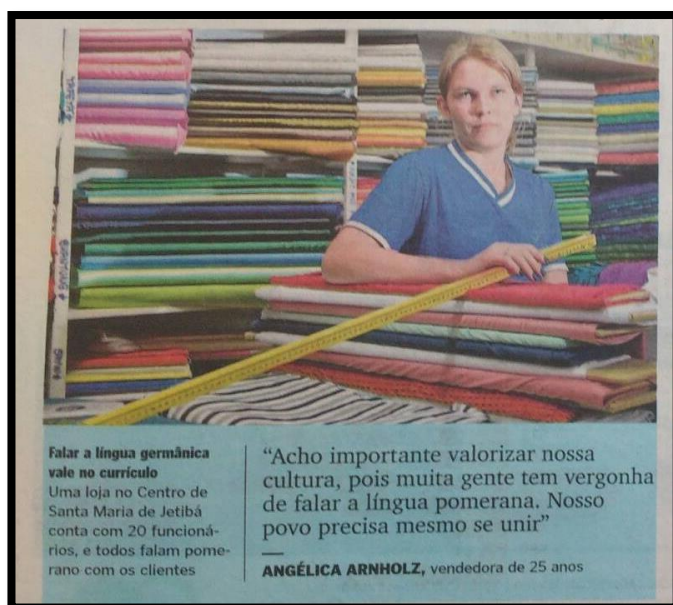 Falar a língua germânica
vale no currículo
Uma loja no Centro de
Santa Maria de Jetibá
conta com 20 funcioná-
rios, e todos falam pome-
rano com os clientes
“Acho importante valorizar nossa
cultura, pois muita gente tem vergonha
de falar a língua pomerana. Nosso
povo precisa mesmo se unir”
ANGÉLICA ARNHOLZ, vendedora de 25 anos